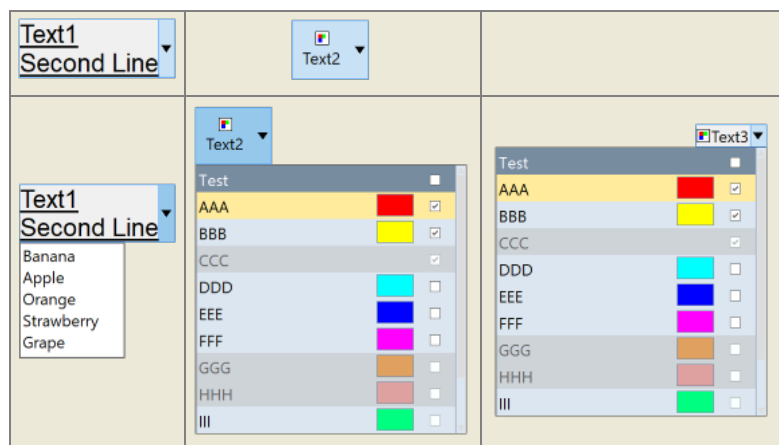 Text1
Second Line
Text2
Text1
Second Line
Banana
Apple
Orange
Strawberry
Grape
Text2
Test
AAA
BBB
CCC
DDD
EEE
FFF
GGG
HHH
III
Text3
Test
AAA
BBB
CCC
DDD
EEE
FFF
GGG
HHH
III